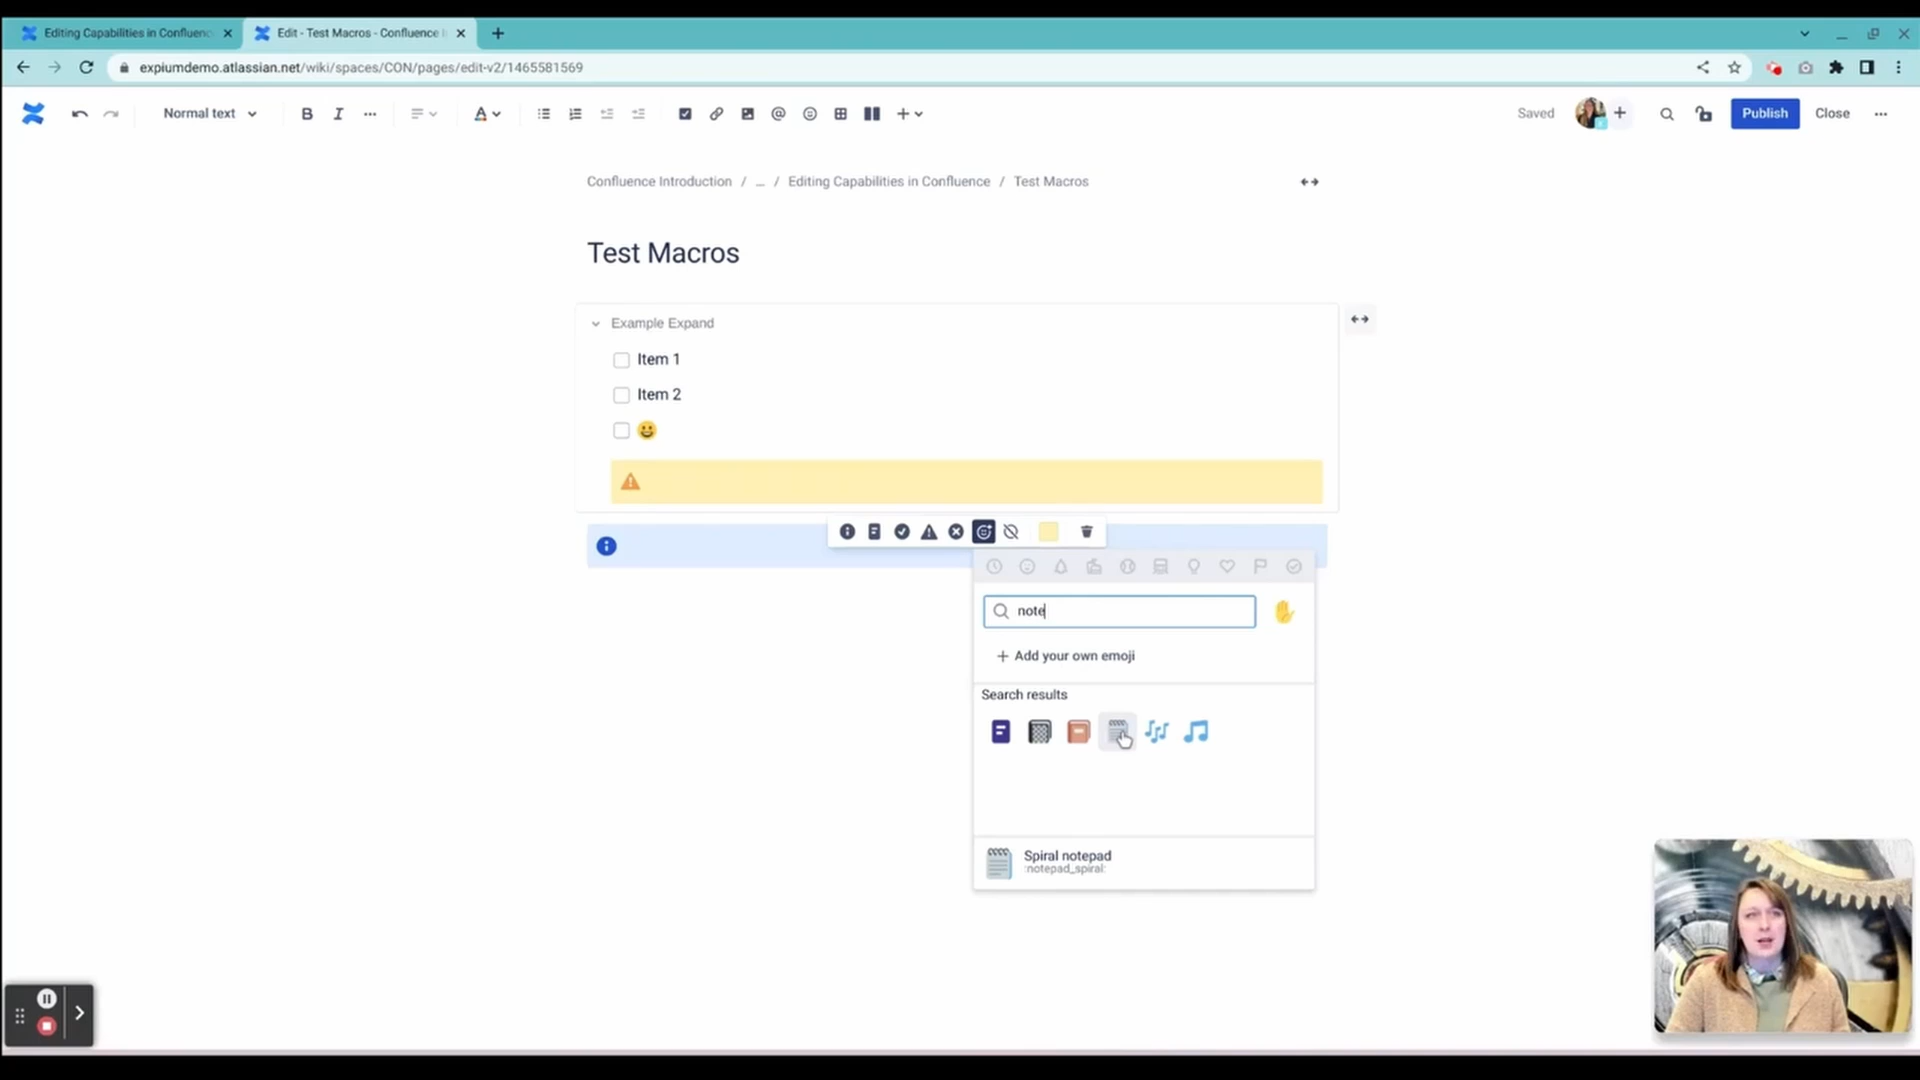 Editing Capabilities in Confluenc
Edit - Test Macros - Confluence
expiumdemo.atlassian.net/wiki/spaces/CON/pages/edit-v2/1465581569
Normal text
B I A
Saved
Publish
Close
Confluence Introduction / ... / Editing Capabilities in Confluence / Test Macros
Test Macros
Example Expand
Item 1
Item 2
note
+ Add your own emoji
Search results
Spiral notepad
:notepad_spiral: